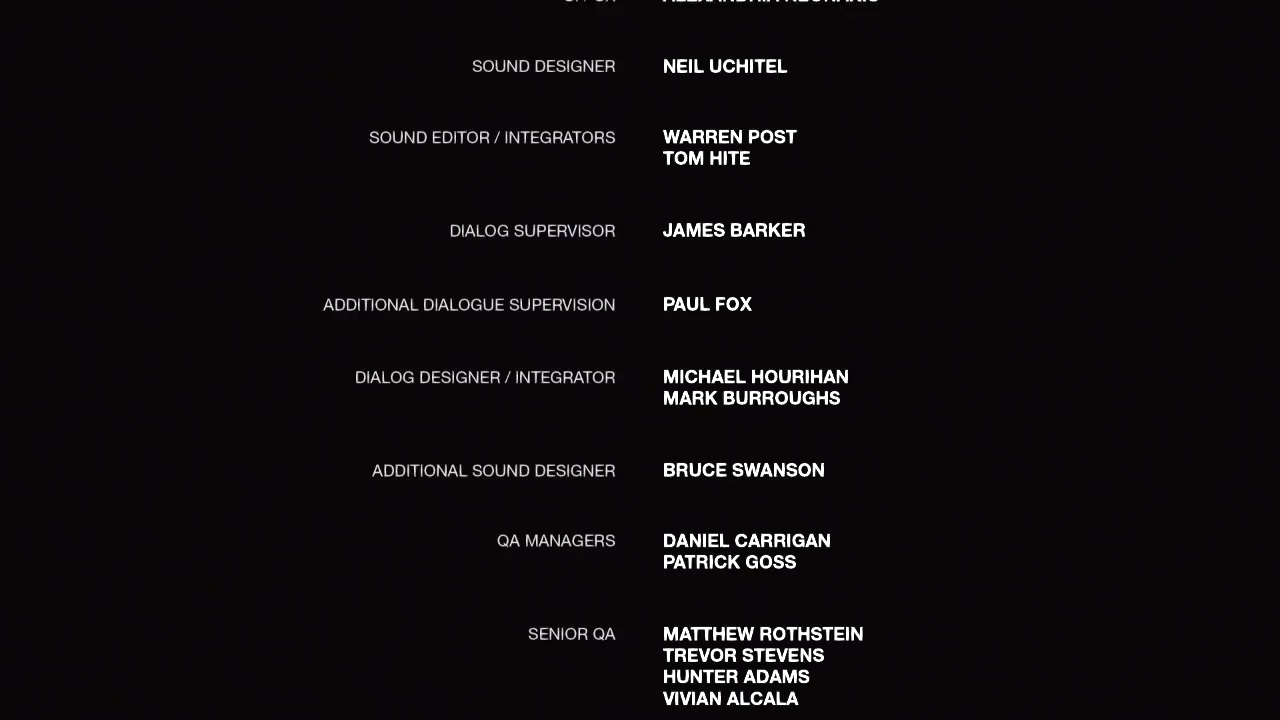 SOUND DESIGNER NEIL UCHITEL
SOUND EDITOR / INTEGRATORS WARREN POST
TOM HITE
DIALOG SUPERVISOR JAMES BARKER
ADDITIONAL DIALOGUE SUPERVISION PAUL FOX
DIALOG DESIGNER / INTEGRATOR MICHAEL HOURIHAN
MARK BURROUGHS
ADDITIONAL SOUND DESIGNER BRUCE SWANSON
QA MANAGERS DANIEL CARRIGAN
PATRICK GOSS
SENIOR QA MATTHEW ROTHSTEIN
TREVOR STEVENS
HUNTER ADAMS
VIVIAN ALCALA